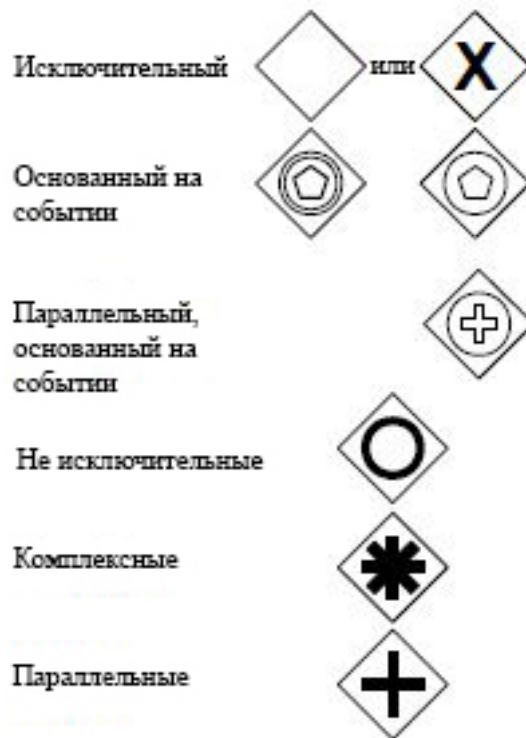 Исключительный или X
Основанный на
событии
Параллельный,
основанный на
событии
Не исключительные
Комплексные
Параллельные